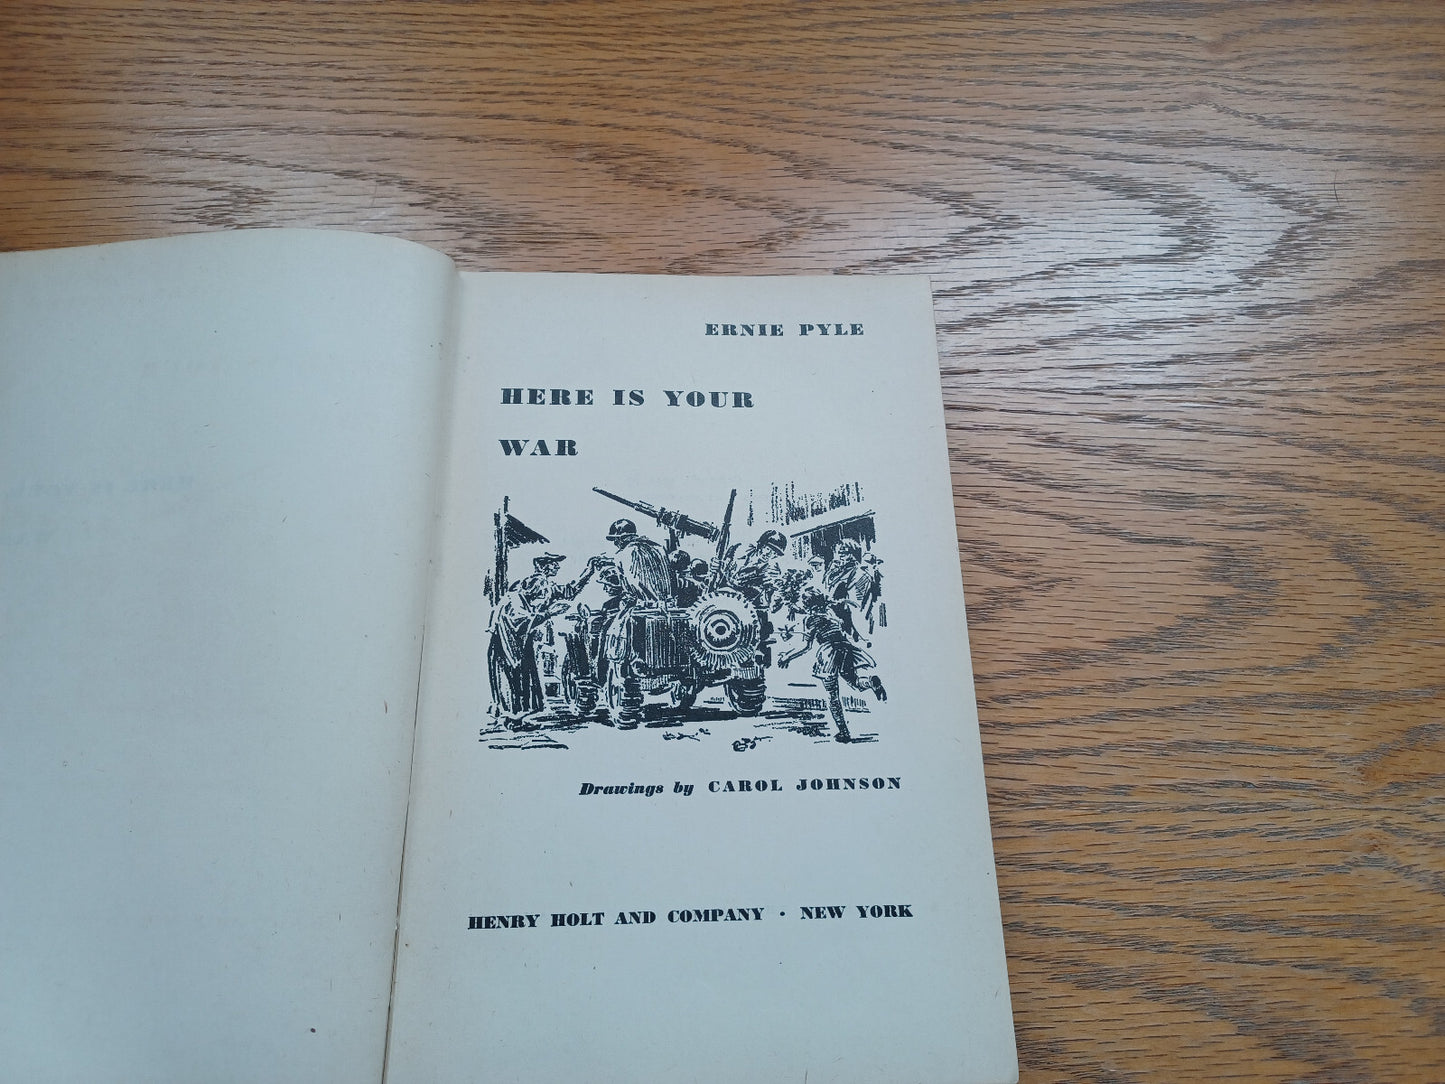 ERNIE PYLE
HERE IS YOUR
WAR
Drawings by CAROL JOHNSON
HENRY HOLT AND COMPANY · NEW YORK